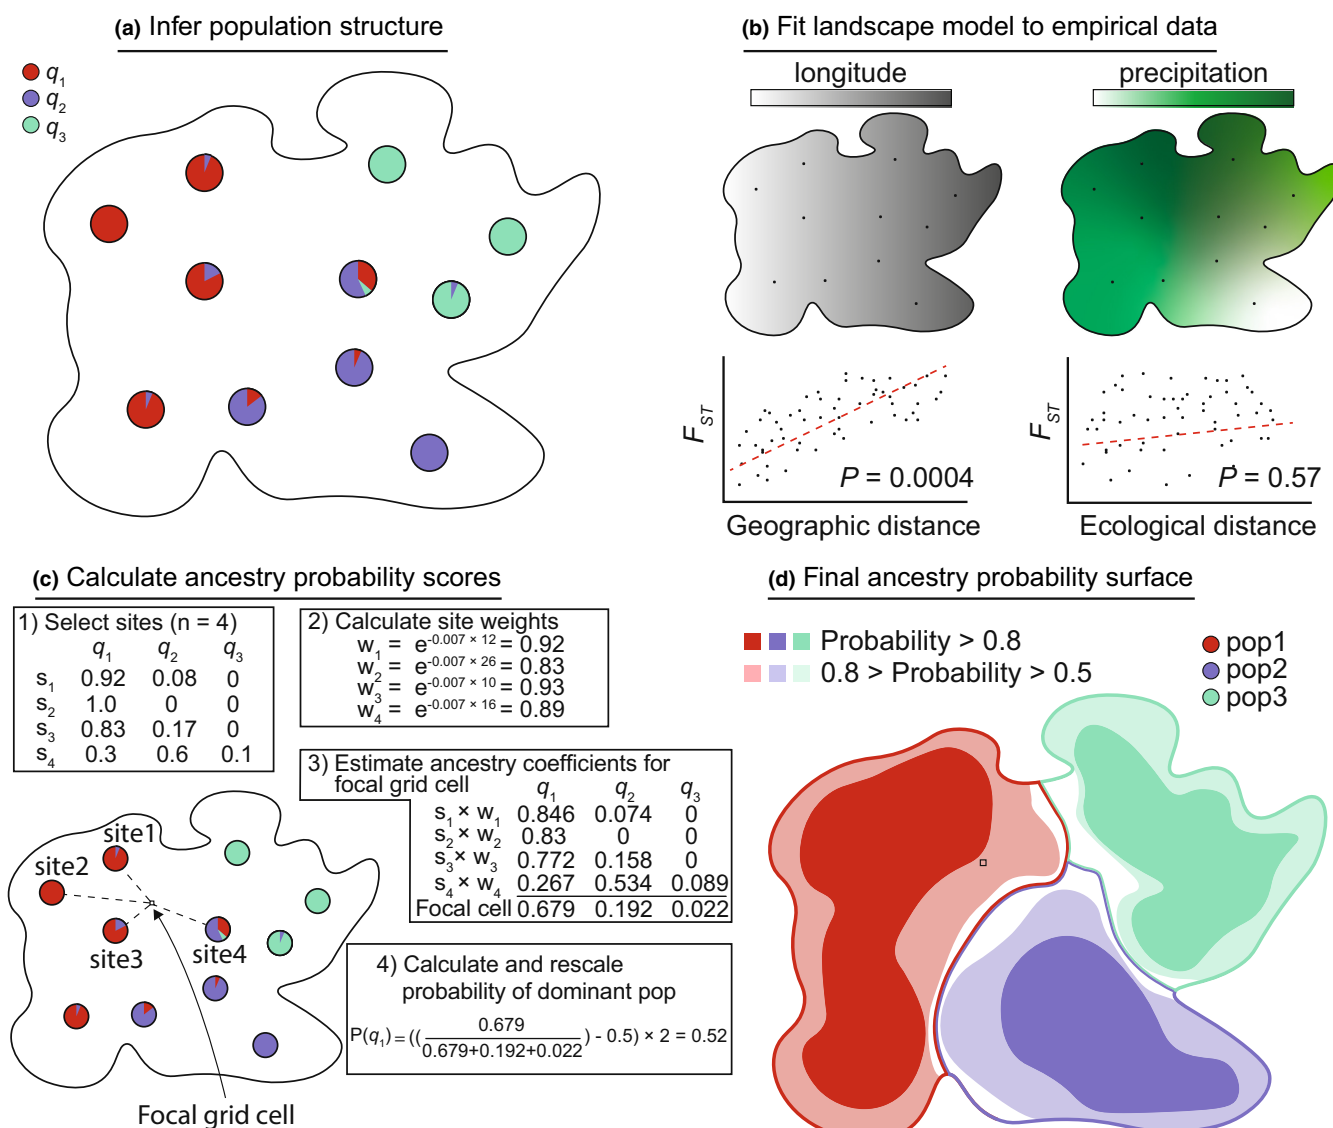 (a) Infer population structure
q1
q2
q3
(b) Fit landscape model to empirical data
longitude
precipitation
FST
P = 0.0004
Geographic distance
FST
P = 0.57
Ecological distance
(c) Calculate ancestry probability scores
1) Select sites (n = 4)
q1 q2 q3
s1 0.92 0.08 0
s2 1.0 0 0
s3 0.83 0.17 0
s4 0.3 0.6 0.1
2) Calculate site weights
w1 = e-0.007 × 12 = 0.92
w2 = e-0.007 × 26 = 0.83
w3 = e-0.007 × 10 = 0.93
w4 = e-0.007 × 16 = 0.89
3) Estimate ancestry coefficients for
focal grid cell q1 q2 q3
s1 × w1 0.846 0.074 0
s2 × w2 0.83 0 0
s3 × w3 0.772 0.158 0
s4 × w4 0.267 0.534 0.089
Focal cell 0.679 0.192 0.022
4) Calculate and rescale
probability of dominant pop
P(q1) = ((0.679/0.679+0.192+0.022) - 0.5) × 2 = 0.52
site1
site2
site3
site4
Focal grid cell
(d) Final ancestry probability surface
Probability > 0.8
0.8 > Probability > 0.5
pop1
pop2
pop3